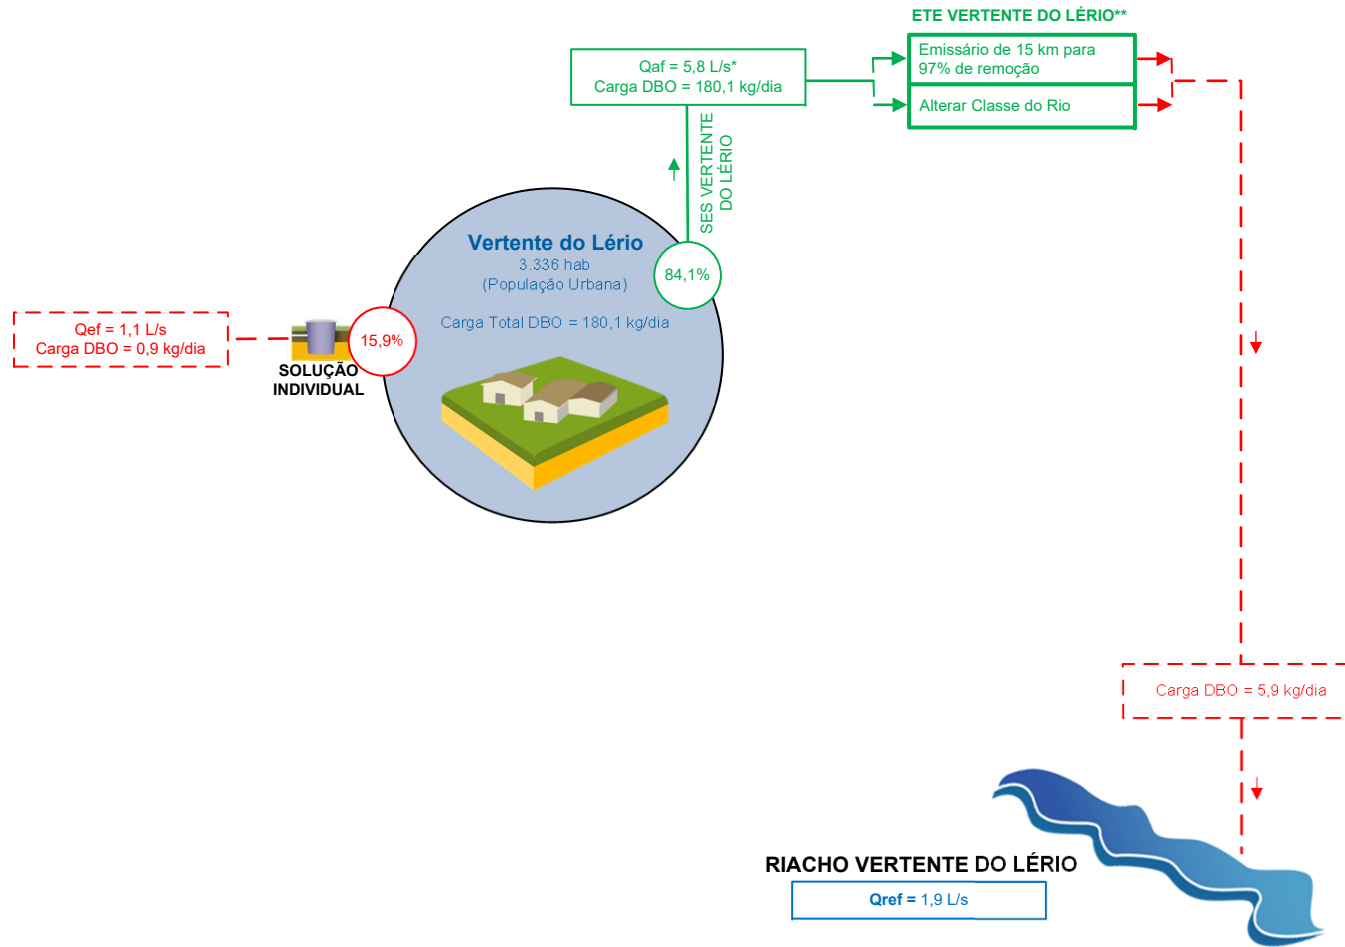 ETE VERTENTE DO LÉRIO**
Emissário de 15 km para
97% de remoção
Alterar Classe do Rio
Qaf = 5,8 L/s*
Carga DBO = 180,1 kg/dia
SES VERTENTE
DO LÉRIO
Vertente do Lério
3.336 hab
(População Urbana)
84,1%
Carga Total DBO = 180,1 kg/dia
Qef = 1,1 L/s
Carga DBO = 0,9 kg/dia
15,9%
SOLUÇÃO
INDIVIDUAL
Carga DBO = 5,9 kg/dia
RIACHO VERTENTE DO LÉRIO
Qref = 1,9 L/s